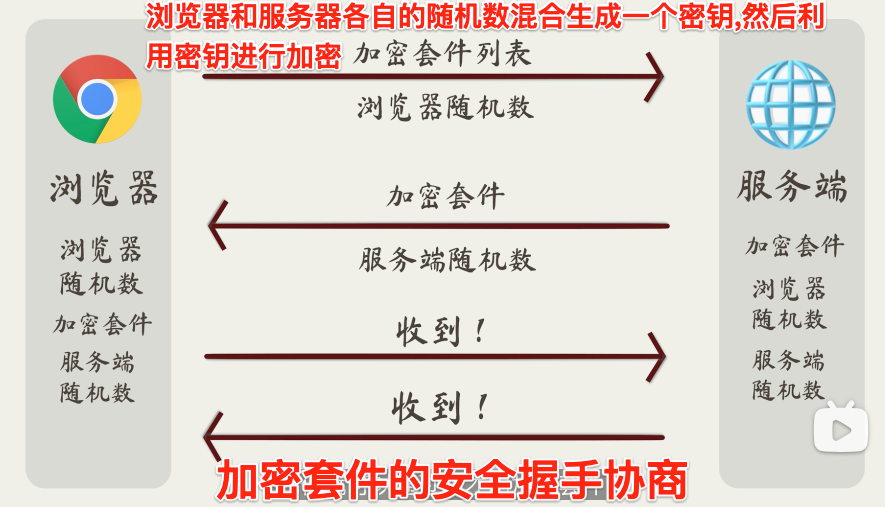 浏览器和服务器各自的随机数混合生成一个密钥,然后利
用密钥进行加密
加密套件列表
浏览器随机数
浏览器
服务端
加密套件
服务端随机数
浏览器
随机数
加密套件
服务端
随机数
加密套件
浏览器
随机数
服务端
随机数
收到！
收到！
加密套件的安全握手协商